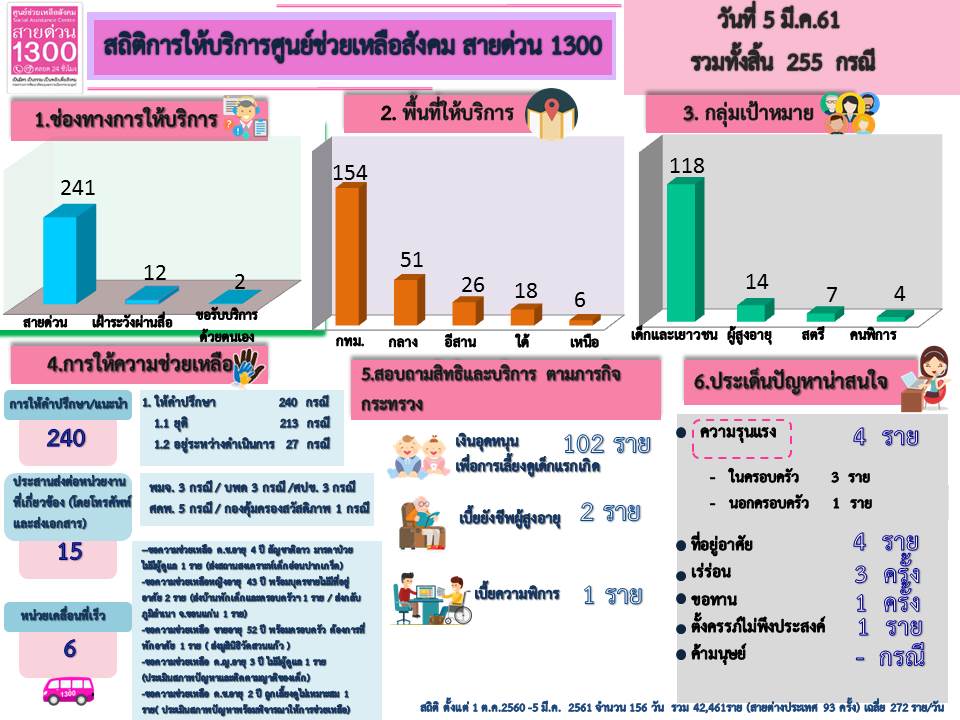 ศูนย์ช่วยเหลือสังคม
Social Assistance Centre
สายด่วน
1300
ตลอด 24 ชั่วโมง
สถิติการให้บริการศูนย์ช่วยเหลือสังคม สายด่วน 1300
วันที่ 5 มี.ค.61
รวมทั้งสิ้น 255 กรณี
1.ช่องทางการให้บริการ
241
12
2
สายด่วน
เฝ้าระวังผ่านสื่อ
ขอรับบริการ
ด้วยตนเอง
2. พื้นที่ให้บริการ
154
51
26
18
6
กทม.
กลาง
อีสาน
ใต้
เหนือ
3. กลุ่มเป้าหมาย
118
14
7
4
เด็กและเยาวชน
ผู้สูงอายุ
สตรี
คนพิการ
4.การให้ความช่วยเหลือ
การให้คำปรึกษา/แนะนำ
240
1. ให้คำปรึกษา 240 กรณี
1.1 ยุติ 213 กรณี
1.2 อยู่ระหว่างดำเนินการ 27 กรณี
ประสานส่งต่อหน่วยงาน
ที่เกี่ยวข้อง (โดยโทรศัพท์
และส่งเอกสาร)
15
พมจ. 3 กรณี / บพด 3 กรณี /ศปข. 3 กรณี
ศดพ. 5 กรณี / กองคุ้มครองสวัสดิภาพ 1 กรณี
หน่วยเคลื่อนที่เร็ว
6
1300
-ขอความช่วยเหลือ ด.ช.อายุ 4 ปี สัญชาติลาว มารดาป่วย
ไม่มีผู้ดูแล 1 ราย (ส่งสถานสงเคราะห์เด็กอ่อนปากเกร็ด)
-ขอความช่วยเหลือหญิงอายุ 43 ปี พร้อมบุตรชายไม่มีที่อยู่
อาศัย 2 ราย (ส่งบ้านพักเด็กและครอบครัวฯ 1 ราย / ส่งกลับ
ภูมิลำเนา จ.ขอนแก่น 1 ราย)
-ขอความช่วยเหลือ ชายอายุ 52 ปี พร้อมครอบครัว ต้องการที่
พักอาศัย 1 ราย ( ส่งมูลนิธิวัดสวนแก้ว )
-ขอความช่วยเหลือ ด.ญ.อายุ 3 ปี ไม่มีผู้ดูแล 1 ราย
(ประเมินสภาพปัญหาและติดตามญาติของเด็ก)
-ขอความช่วยเหลือ ด.ช.อายุ 2 ปี ถูกเลี้ยงดูไม่เหมาะสม 1
ราย( ประเมินสภาพปัญหาพร้อมพิจารณาให้การช่วยเหลือ)
5.สอบถามสิทธิและบริการ ตามภารกิจ
กระทรวง
เงินอุดหนุน
เพื่อการเลี้ยงดูเด็กแรกเกิด
102 ราย
เบี้ยยังชีพผู้สูงอายุ
2 ราย
เบี้ยความพิการ
1 ราย
6.ประเด็นปัญหาน่าสนใจ
ความรุนแรง 4 ราย
- ในครอบครัว 3 ราย
- นอกครอบครัว 1 ราย
ที่อยู่อาศัย 4 ราย
เร่ร่อน 3 ครั้ง
ขอทาน 1 ครั้ง
ตั้งครรภ์ไม่พึงประสงค์ 1 ราย
ค้ามนุษย์ - กรณี
สถิติ ตั้งแต่ 1 ต.ค.2560 -5 มี.ค. 2561 จำนวน 156 วัน รวม 42,461ราย (สายต่างประเทศ 93 ครั้ง) เฉลี่ย 272 ราย/วัน